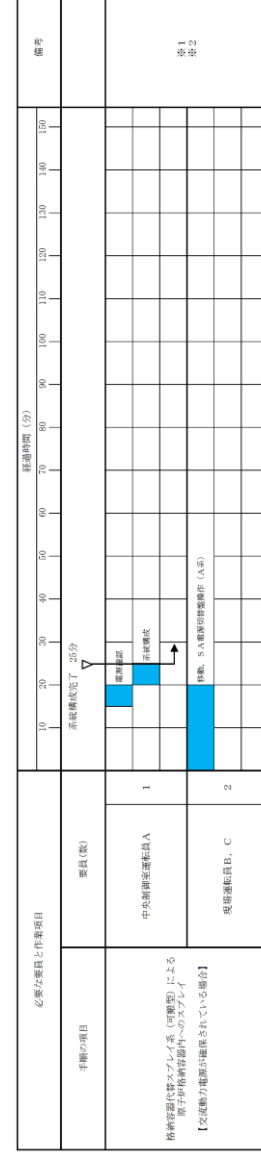 必要な要員と作業項目
経過時間（分）
備考
手順の項目
要員(数)
10 20 30 40 50 60 70 80 90 100 110 120 130 140 150
系統構成完了 25分
格納容器代替スプレイ系（可搬型）による
原子炉格納容器内へのスプレイ
【交流動力電源が確保されている場合】
中央制御室運転員A
1
電源確認
系統構成
※1
※2
現場運転員B，C
2
移動，SA電源切替盤操作（A系）